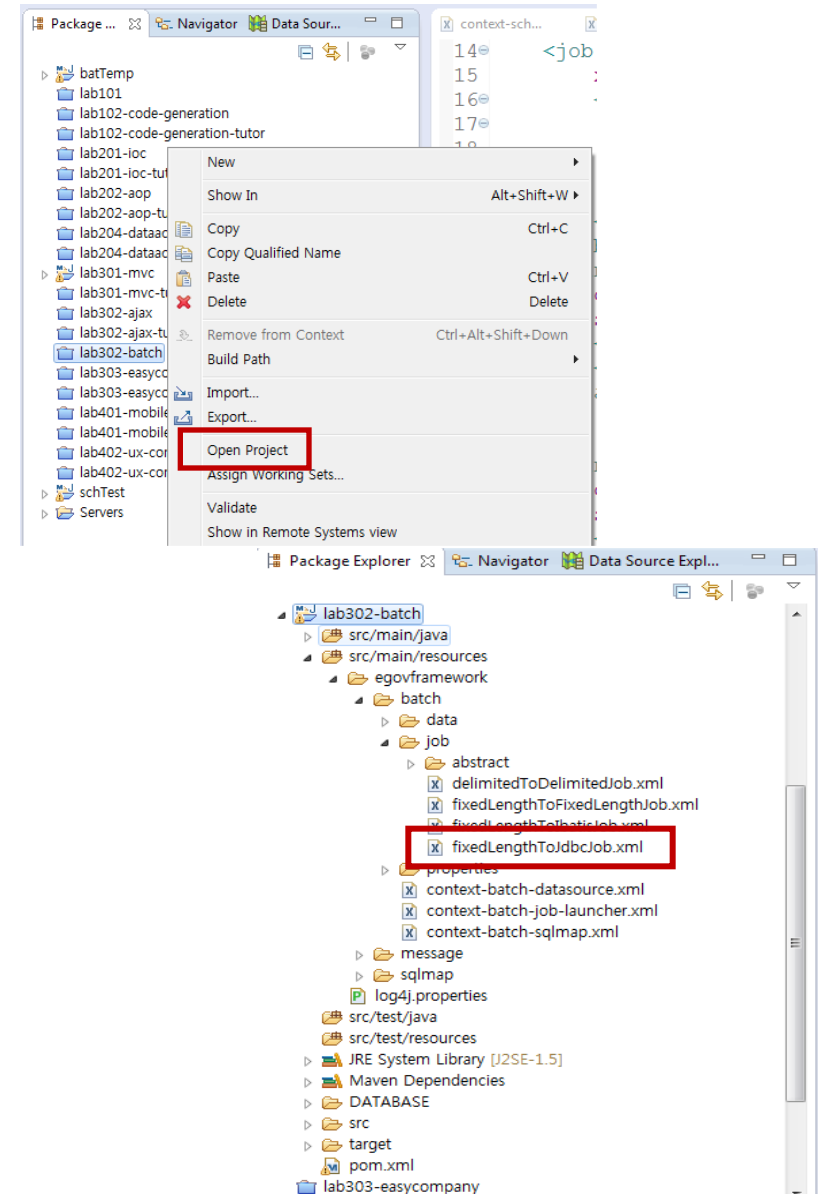 Package ... Navigator Data Sour...
context-sch...
batTemp
lab101
lab102-code-generation
lab102-code-generation-tutor
lab201-ioc
lab201-ioc-tut
lab202-aop
lab202-aop-tu
lab204-dataac
lab204-dataac
lab301-mvc
lab301-mvc-tu
lab302-ajax
lab302-ajax-tu
lab302-batch
lab303-easyco
lab303-easyco
lab401-mobile
lab401-mobile
lab402-ux-cor
lab402-ux-cor
schTest
Servers
14 <job
15
16
17
18
New
Show In Alt+Shift+W
Copy Ctrl+C
Copy Qualified Name
Paste Ctrl+V
Delete Delete
Remove from Context Ctrl+Alt+Shift+Down
Build Path
Import...
Export...
Open Project
Assign Working Sets...
Validate
Show in Remote Systems view
Package Explorer Navigator Data Source Expl...
lab302-batch
src/main/java
src/main/resources
egovframework
batch
data
job
abstract
delimitedToDelimitedJob.xml
fixedLengthToFixedLengthJob.xml
fixedLengthToIbatisJob.xml
fixedLengthToJdbcJob.xml
properties
context-batch-datasource.xml
context-batch-job-launcher.xml
context-batch-sqlmap.xml
message
sqlmap
log4j.properties
src/test/java
src/test/resources
JRE System Library [J2SE-1.5]
Maven Dependencies
DATABASE
src
target
pom.xml
lab303-easycompany